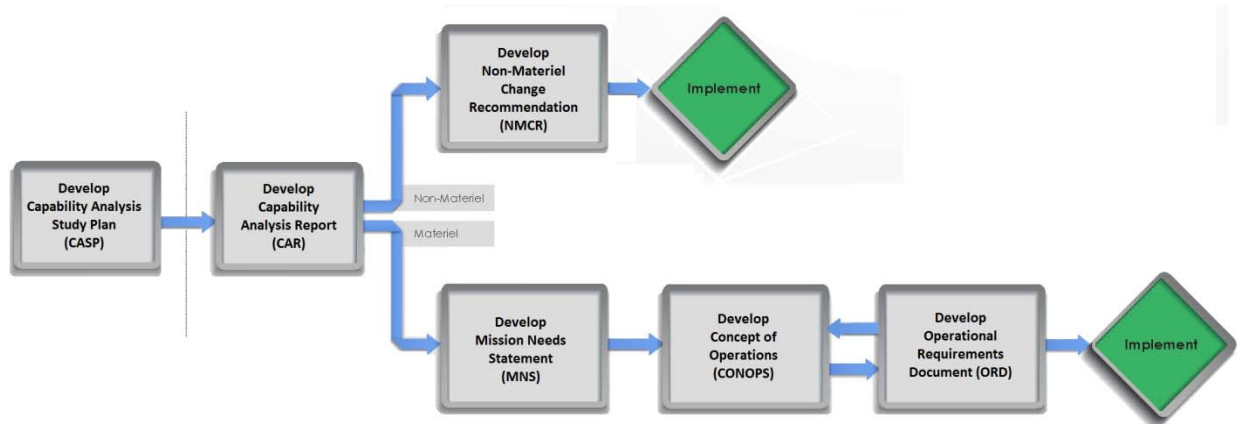 Develop
Capability Analysis
Study Plan
(CASP)
Develop
Capability
Analysis Report
(CAR)
Non-Materiel
Materiel
Develop
Non-Materiel
Change
Recommendation
(NMCR)
Implement
Develop
Mission Needs
Statement
(MNS)
Develop
Concept of
Operations
(CONOPS)
Develop
Operational
Requirements
Document (ORD)
Implement